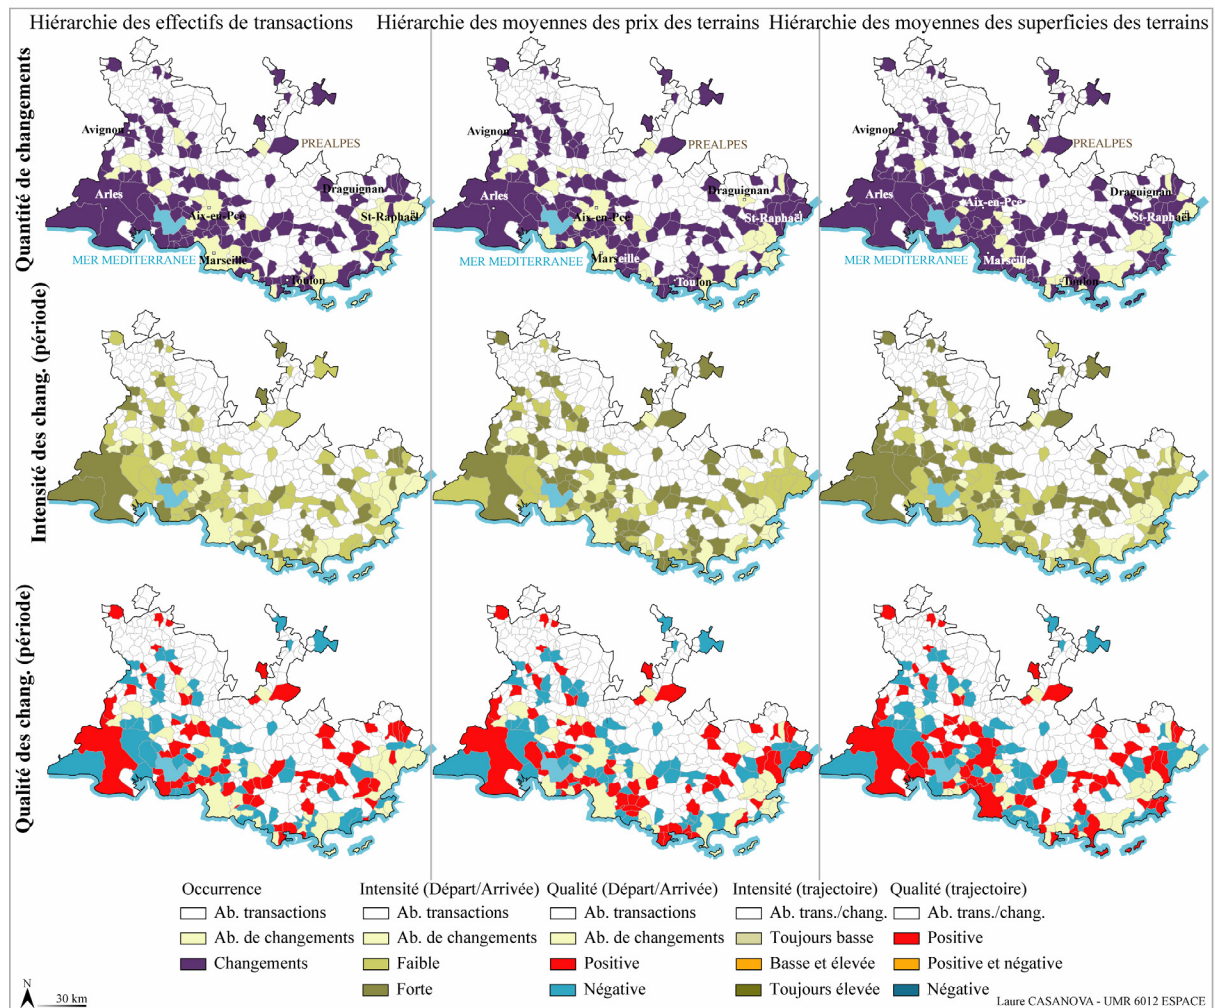 Hiérarchie des effectifs de transactions
Hiérarchie des moyennes des prix des terrains
Hiérarchie des moyennes des superficies des terrains
Quantité de changements
Avignon
PREALPES
Arles
Draguignan
Aix-en-Pce
St-Raphaël
MER MEDITERRANEE
Marseille
Toulon
Avignon
PREALPES
Arles
Draguignan
Aix-en-Pce
St-Raphaël
MER MEDITERRANEE
Marseille
Toulon
Avignon
PREALPES
Arles
Draguignan
Aix-en-Pce
St-Raphaël
MER MEDITERRANEE
Marseille
Toulon
Intensité des chang. (période)
Qualité des chang. (période)
Occurrence
Ab. transactions
Ab. de changements
Changements
Intensité (Départ/Arrivée)
Ab. transactions
Ab. de changements
Faible
Forte
Qualité (Départ/Arrivée)
Ab. transactions
Ab. de changements
Positive
Négative
Intensité (trajectoire)
Ab. trans./chang.
Toujours basse
Basse et élevée
Toujours élevée
Qualité (trajectoire)
Ab. trans./chang.
Positive
Positive et négative
Négative
N
30 km
Laure CASANOVA - UMR 6012 ESPACE